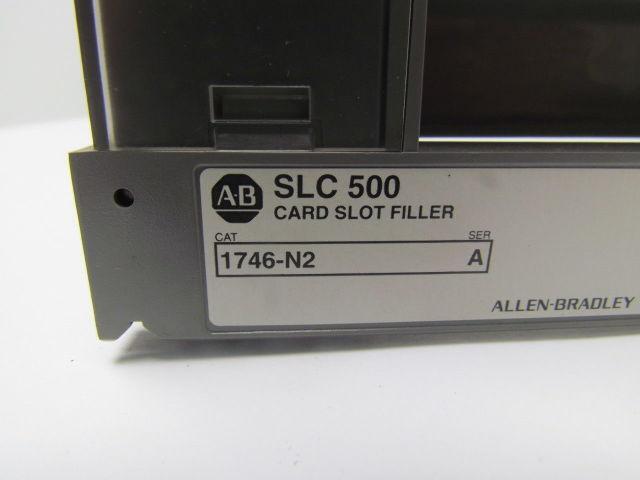 A-B SLC 500
CARD SLOT FILLER
CAT SER
1746-N2 A
ALLEN-BRADLEY